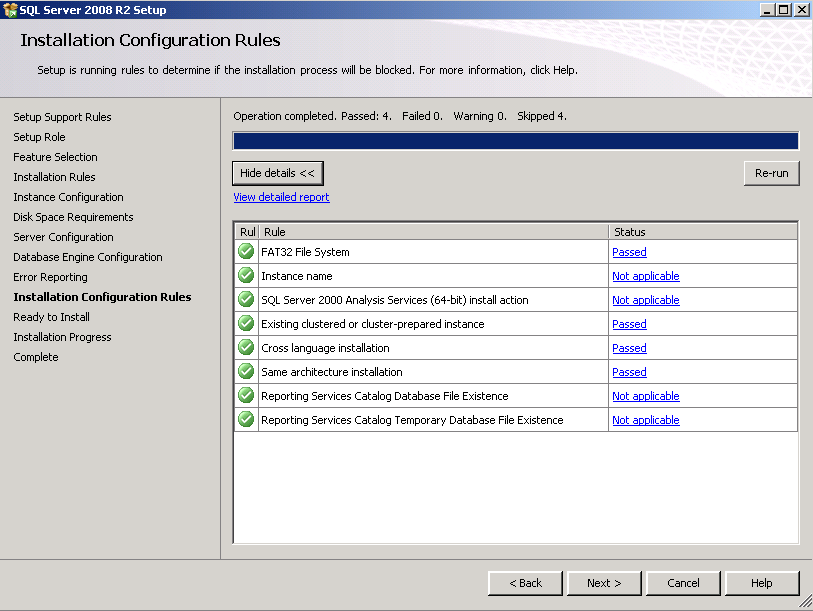 SQL Server 2008 R2 Setup
Installation Configuration Rules
Setup is running rules to determine if the installation process will be blocked. For more information, click Help.
Setup Support Rules
Setup Role
Feature Selection
Installation Rules
Instance Configuration
Disk Space Requirements
Server Configuration
Database Engine Configuration
Error Reporting
Installation Configuration Rules
Ready to Install
Installation Progress
Complete
Operation completed. Passed: 4. Failed 0. Warning 0. Skipped 4.
Hide details <<
Re-run
View detailed report
Rul Rule Status
FAT32 File System Passed
Instance name Not applicable
SQL Server 2000 Analysis Services (64-bit) install action Not applicable
Existing clustered or cluster-prepared instance Passed
Cross language installation Passed
Same architecture installation Passed
Reporting Services Catalog Database File Existence Not applicable
Reporting Services Catalog Temporary Database File Existence Not applicable
< Back Next > Cancel Help